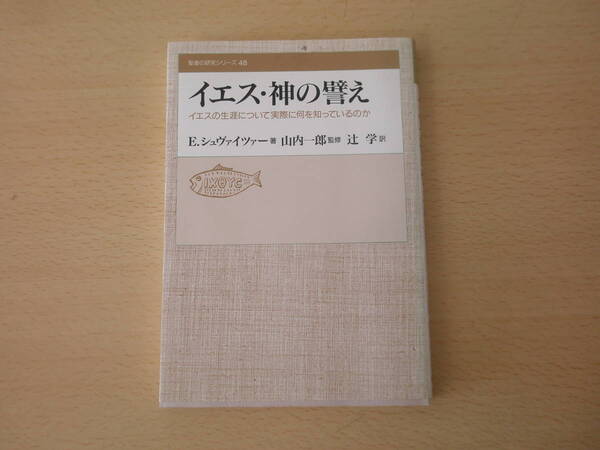 聖書の研究シリーズ 48
イエス・神の譬え
イエスの生涯について実際に何を知っているのか
E.シュヴァイツァー著 山内一郎監修 辻 学訳
ΙΧΘΥΣ